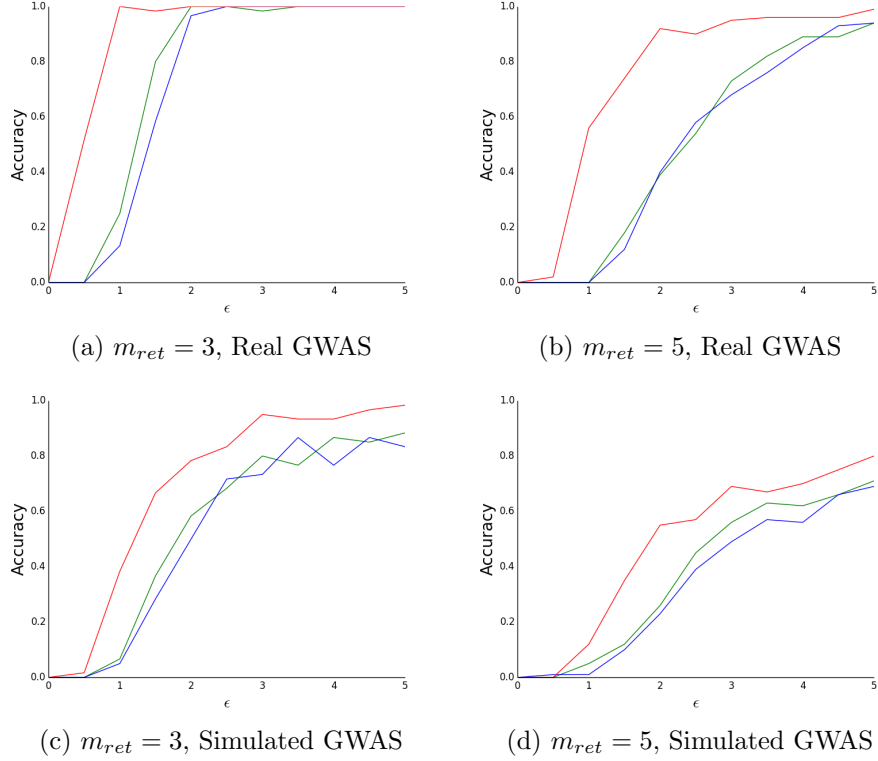 1.0
0.8
0.6
0.4
0.2
0.0
Accuracy
0 1 2 3 4 5
ϵ
(a) m_ret = 3, Real GWAS
1.0
0.8
0.6
0.4
0.2
0.0
Accuracy
0 1 2 3 4 5
ϵ
(b) m_ret = 5, Real GWAS
1.0
0.8
0.6
0.4
0.2
0.0
Accuracy
0 1 2 3 4 5
ϵ
(c) m_ret = 3, Simulated GWAS
1.0
0.8
0.6
0.4
0.2
0.0
Accuracy
0 1 2 3 4 5
ϵ
(d) m_ret = 5, Simulated GWAS